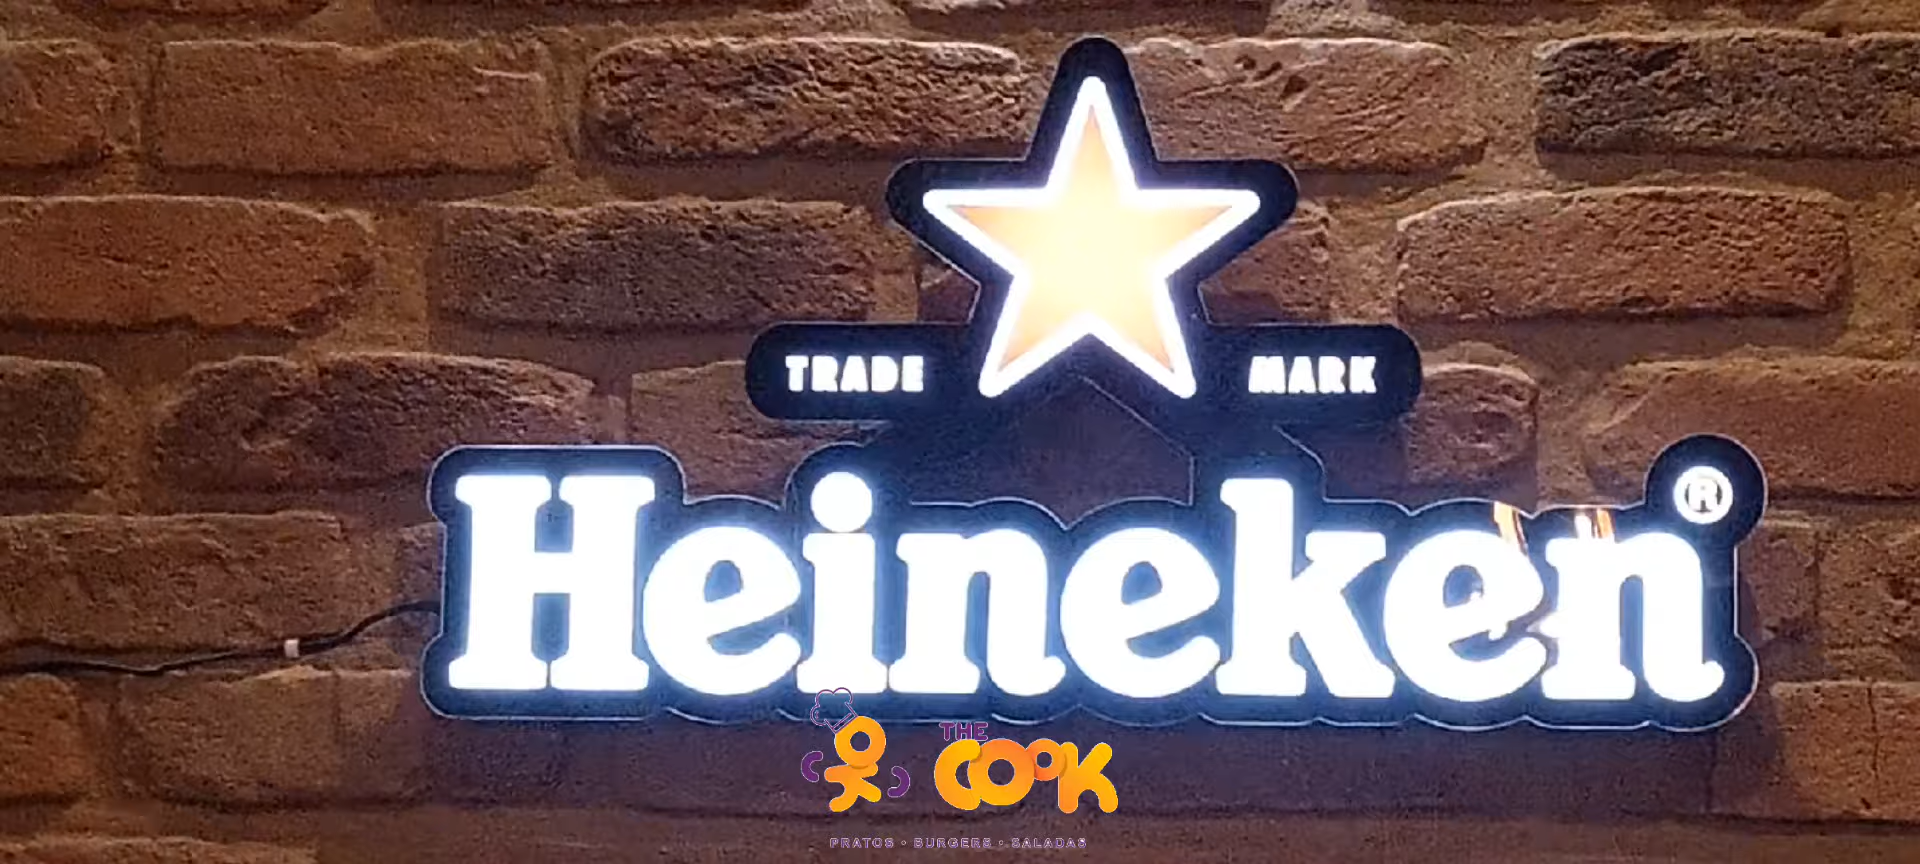 TRADE MARK
Heineken®
THE
COOK
PRATOS • BURGERS • SALADAS